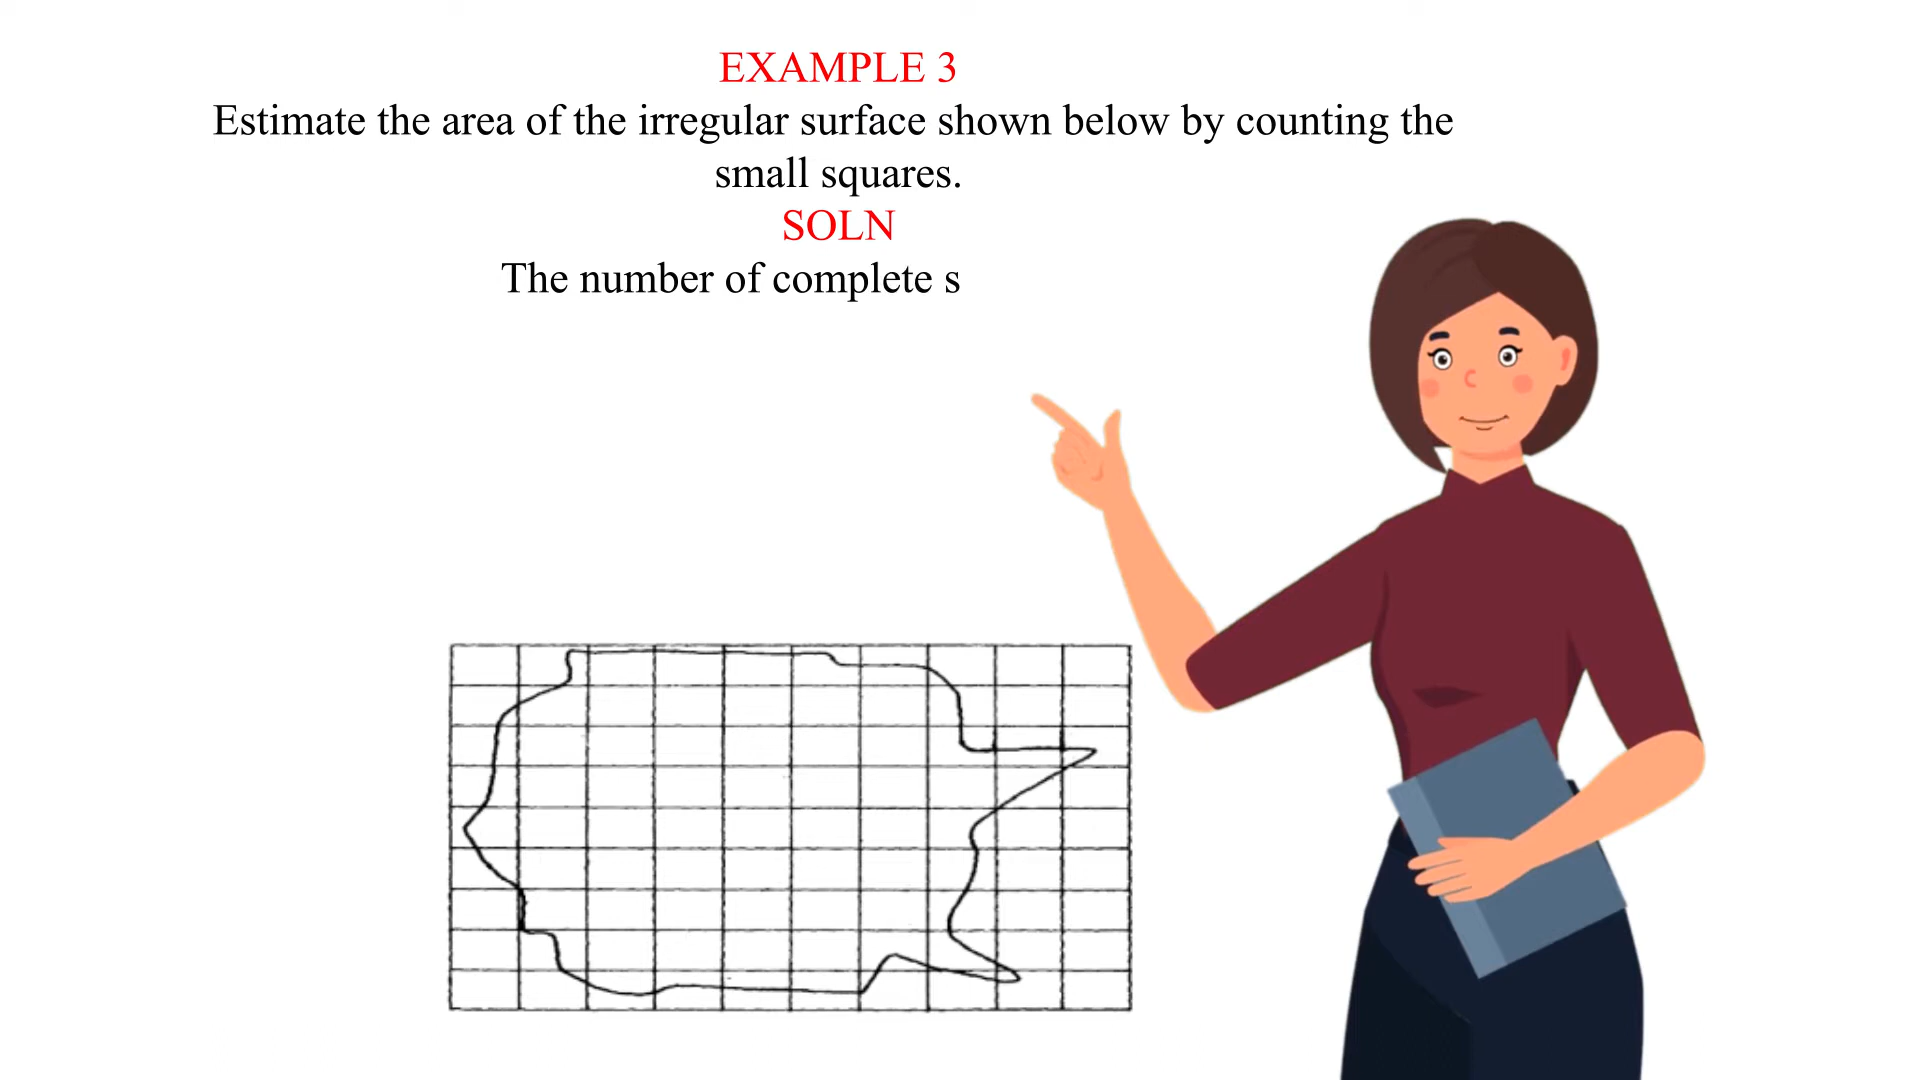 EXAMPLE 3
Estimate the area of the irregular surface shown below by counting the
small squares.
SOLN
The number of complete s